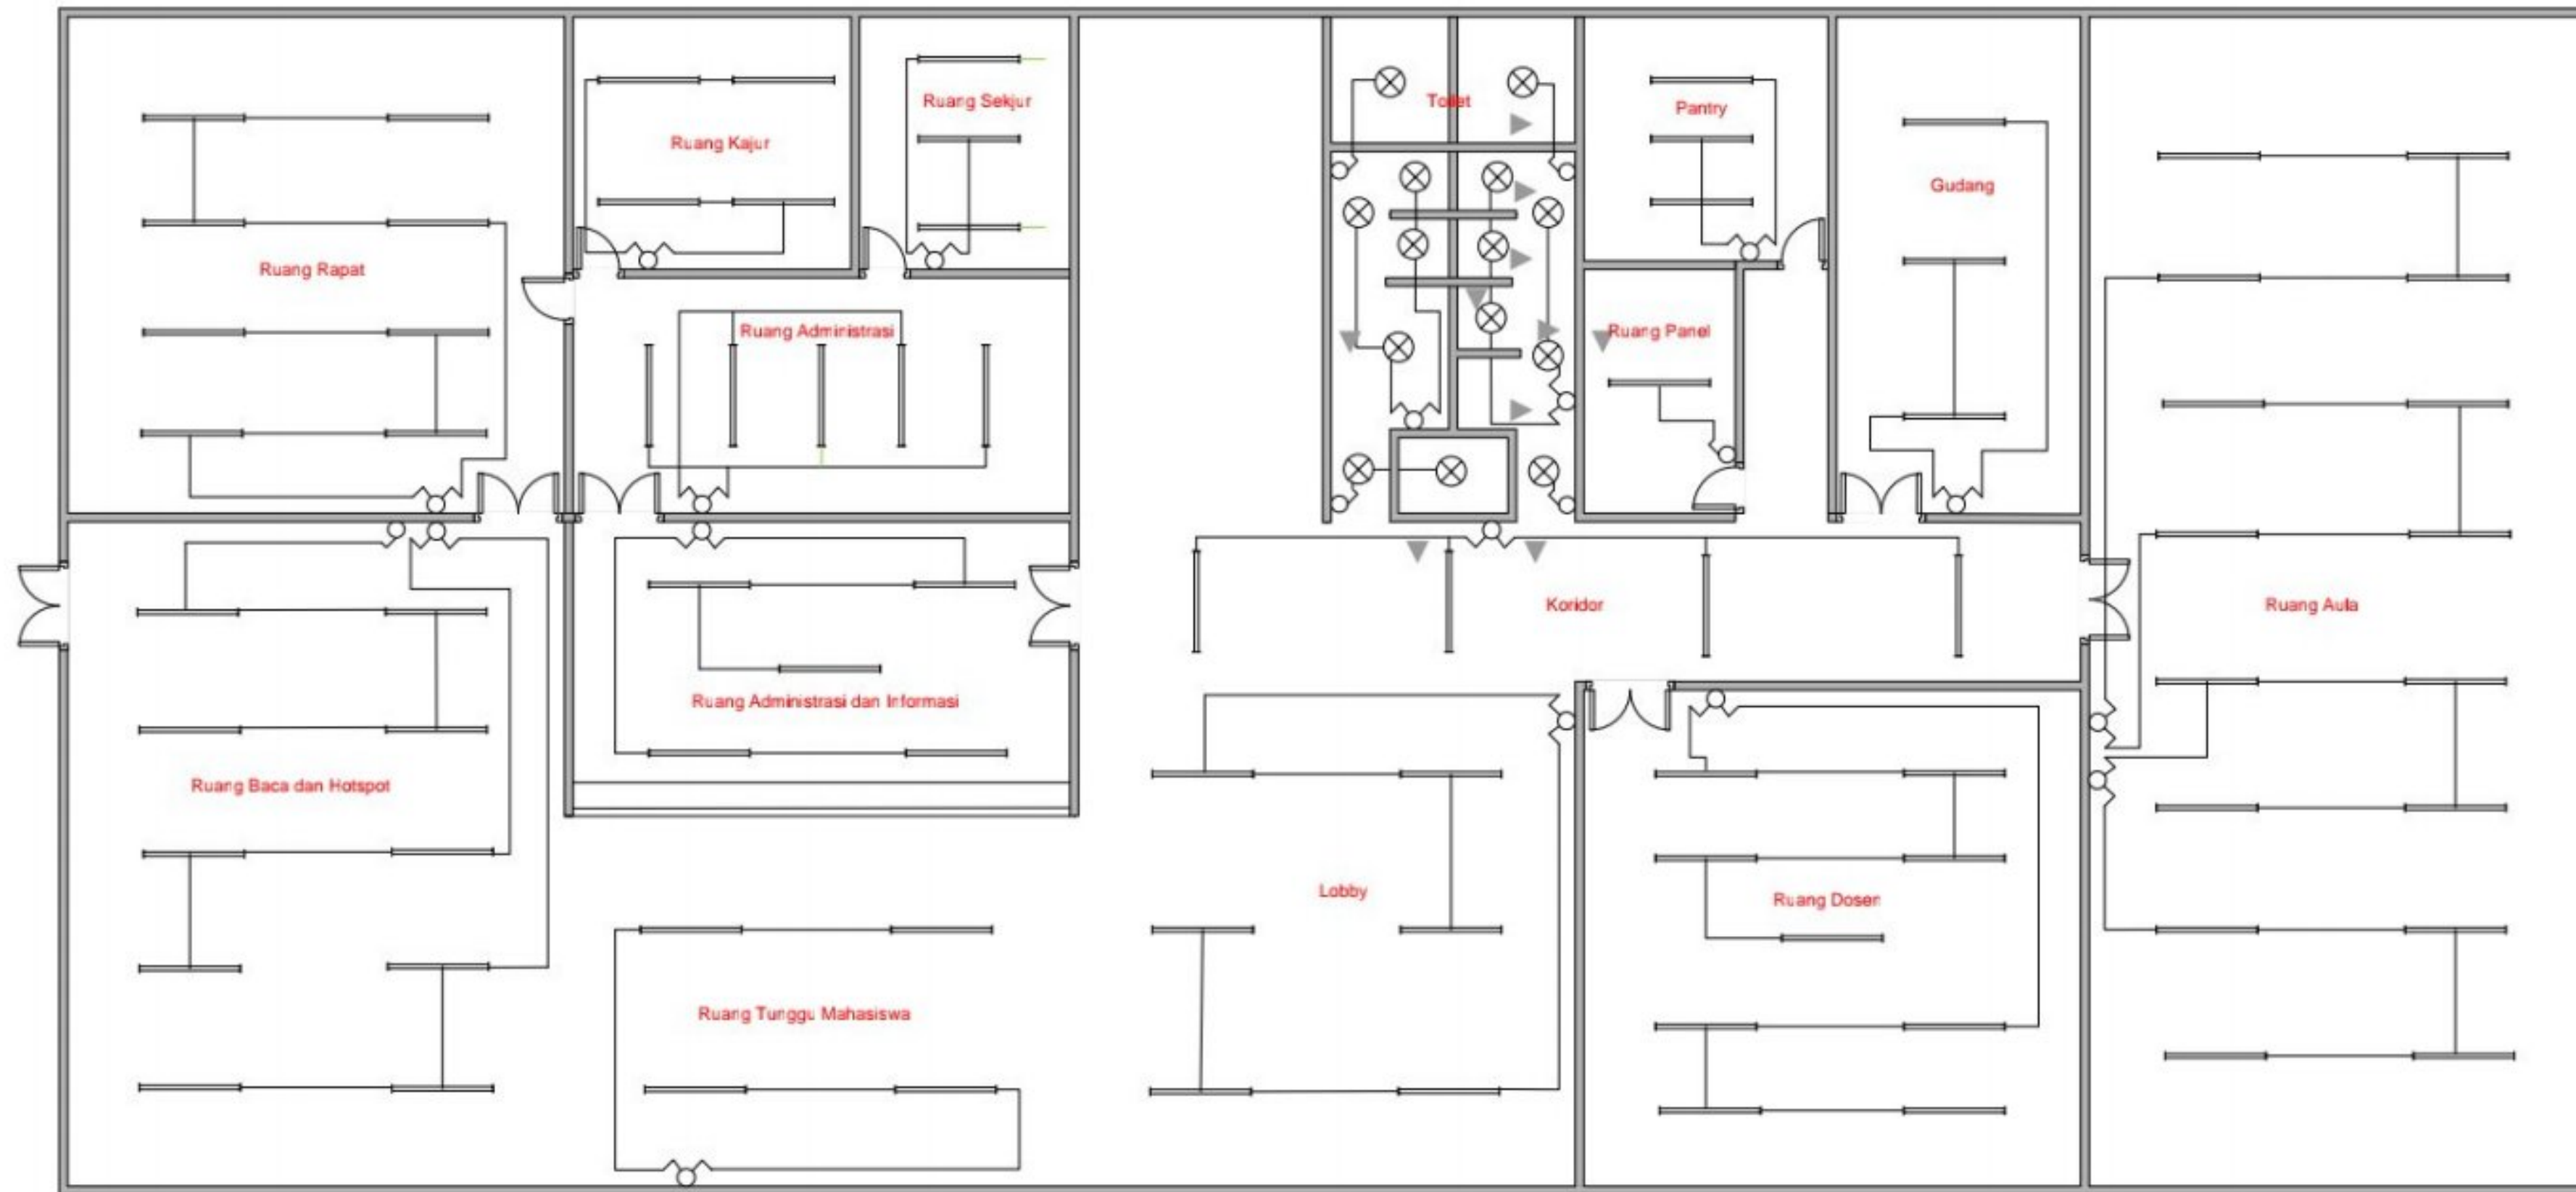 Ruang Sekjur
Toilet
Pantry
Ruang Kajur
Gudang
Ruang Rapat
Ruang Administrasi
Ruang Panel
Koridor
Ruang Aula
Ruang Administrasi dan Informasi
Ruang Baca dan Hotspot
Lobby
Ruang Dosen
Ruang Tunggu Mahasiswa